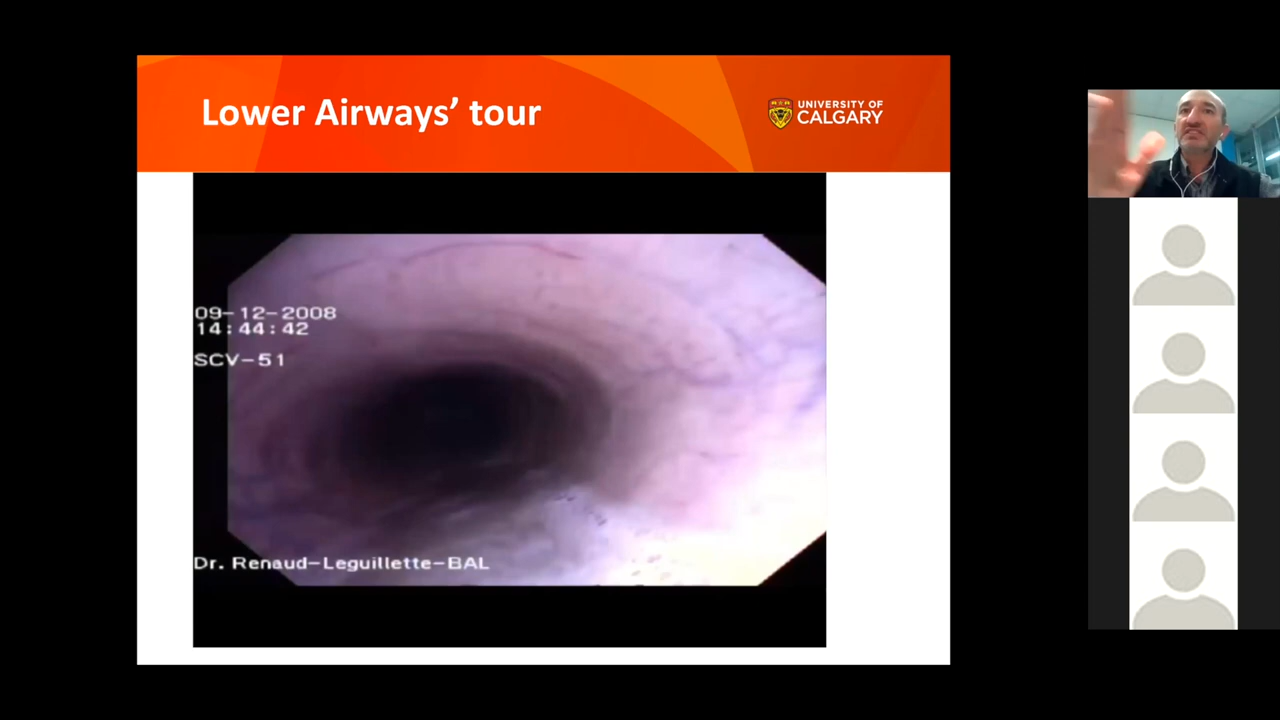 Lower Airways’ tour
UNIVERSITY OF
CALGARY
09-12-2008
14:44:42
SCV-51
Dr. Renaud-Leguillette-BAL